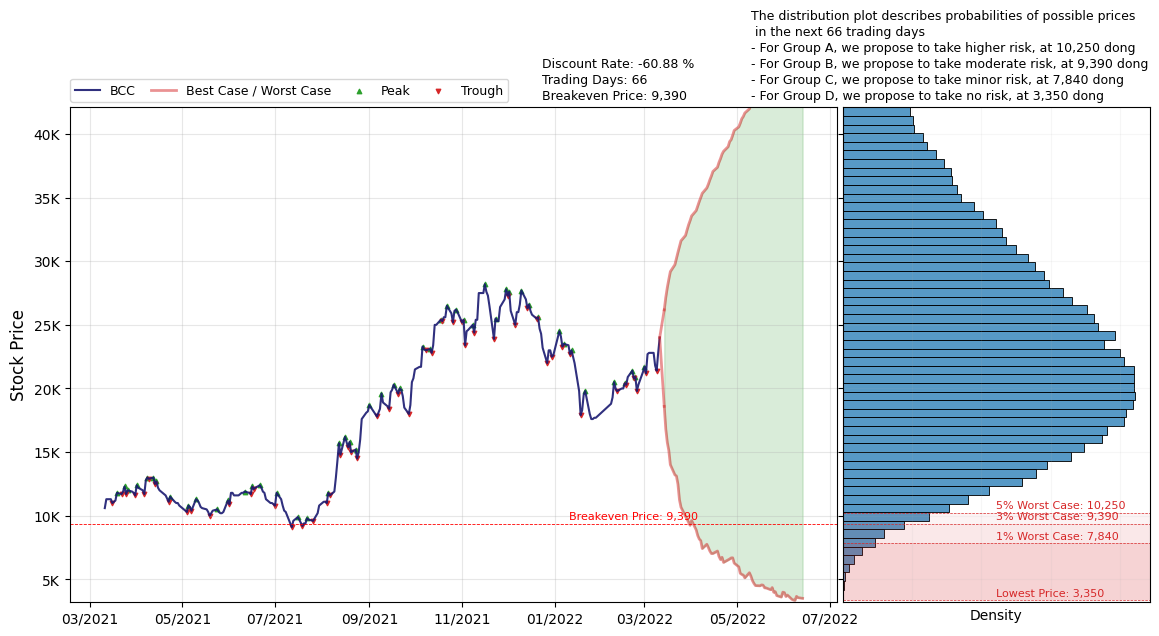 The distribution plot describes probabilities of possible prices
in the next 66 trading days
- For Group A, we propose to take higher risk, at 10,250 dong
- For Group B, we propose to take moderate risk, at 9,390 dong
- For Group C, we propose to take minor risk, at 7,840 dong
- For Group D, we propose to take no risk, at 3,350 dong
Discount Rate: -60.88 %
Trading Days: 66
Breakeven Price: 9,390
BCC
Best Case / Worst Case
Peak
Trough
Stock Price
40K
35K
30K
25K
20K
15K
10K
5K
Breakeven Price: 9,390
03/2021
05/2021
07/2021
09/2021
11/2021
01/2022
03/2022
05/2022
07/2022
5% Worst Case: 10,250
3% Worst Case: 9,390
1% Worst Case: 7,840
Lowest Price: 3,350
Density